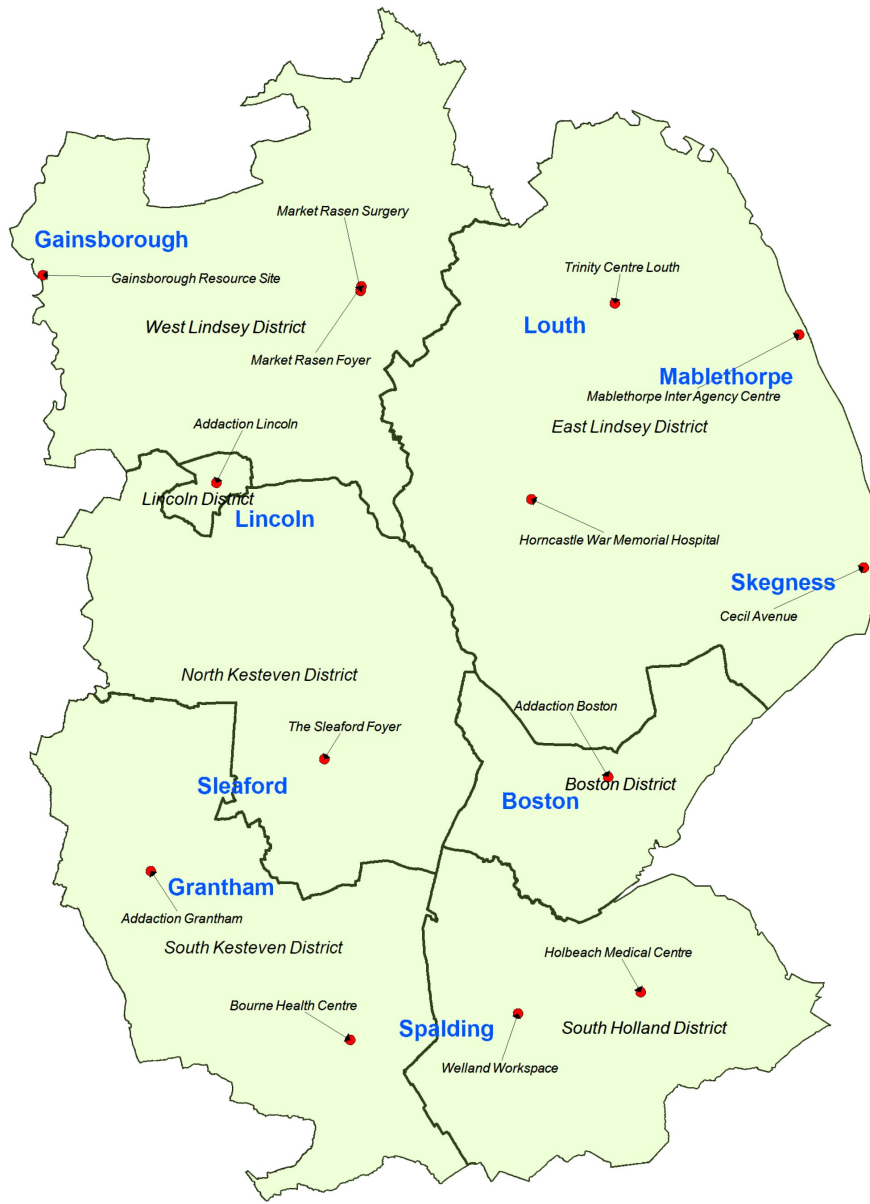 Market Rasen Surgery
Gainsborough
Gainsborough Resource Site
Trinity Centre Louth
West Lindsey District
Louth
Market Rasen Foyer
Mablethorpe
Mablethorpe Inter Agency Centre
Addaction Lincoln
East Lindsey District
Lincoln District
Lincoln
Horncastle War Memorial Hospital
Skegness
Cecil Avenue
North Kesteven District
Addaction Boston
The Sleaford Foyer
Sleaford
Boston District
Boston
Grantham
Addaction Grantham
South Kesteven District
Holbeach Medical Centre
Bourne Health Centre
Spalding
South Holland District
Welland Workspace